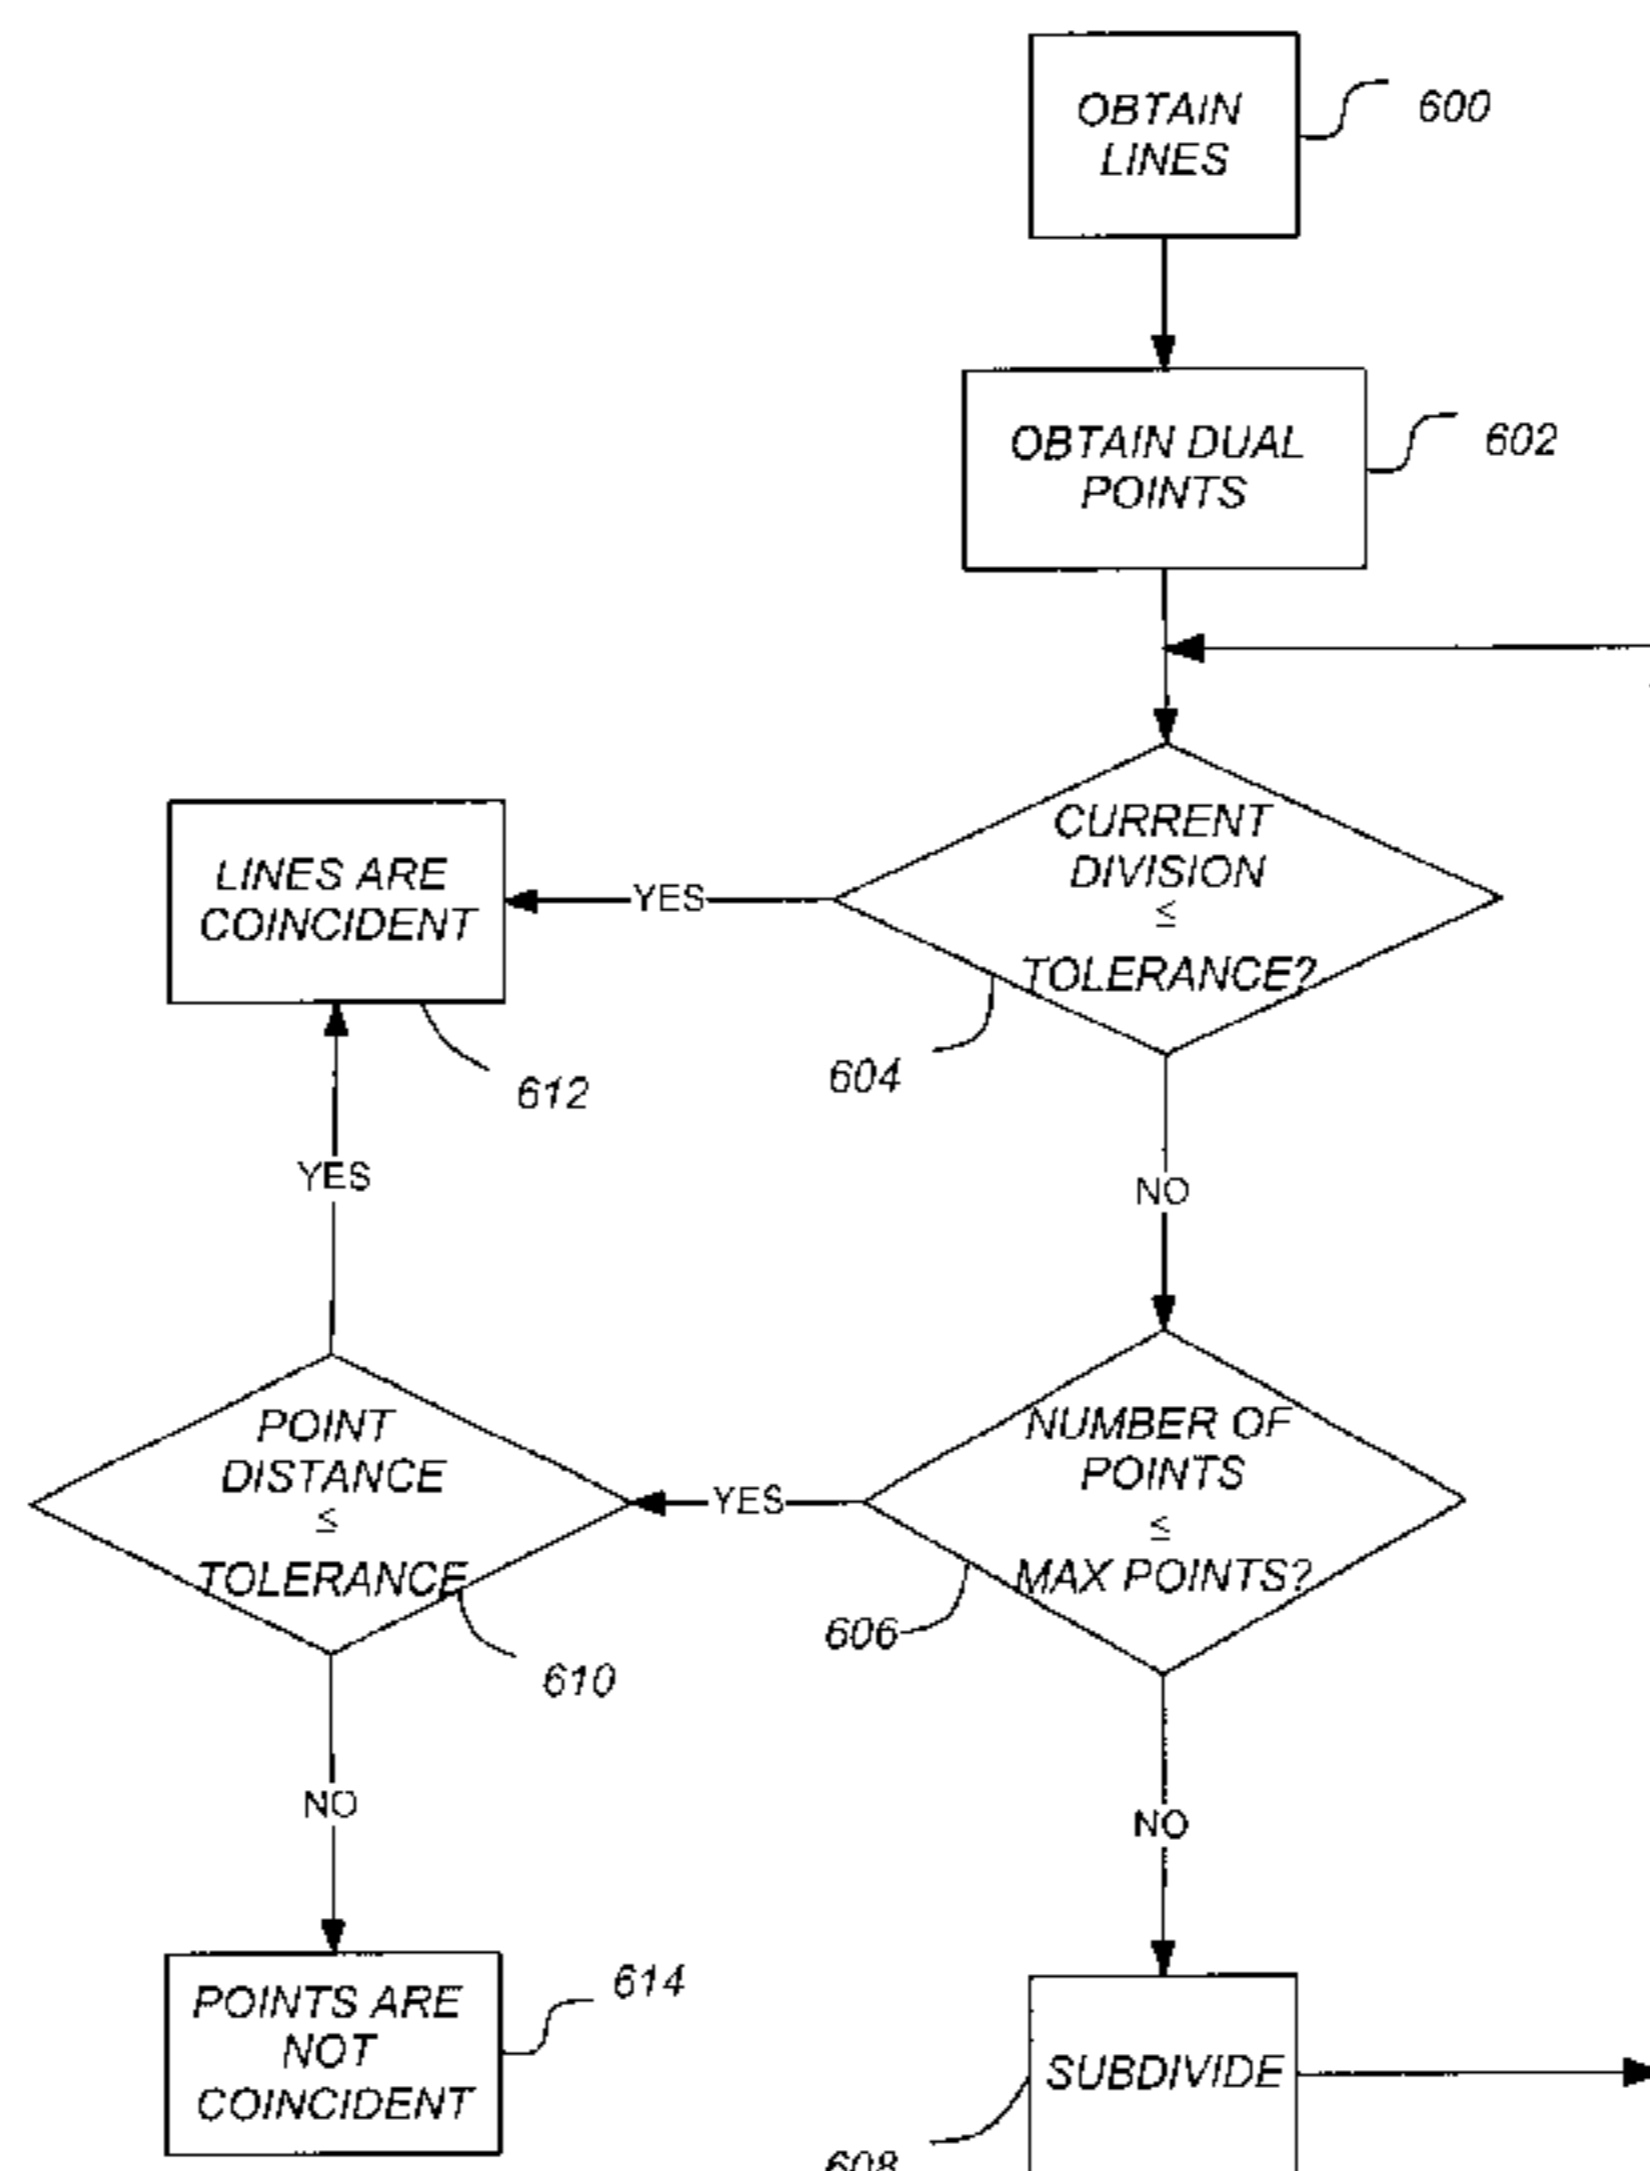 OBTAIN
LINES
600
OBTAIN DUAL
POINTS
602
CURRENT
DIVISION
≤
TOLERANCE?
604
YES
LINES ARE
COINCIDENT
612
YES
NO
NUMBER OF
POINTS
≤
MAX POINTS?
606
YES
POINT
DISTANCE
≤
TOLERANCE
610
NO
NO
POINTS ARE
NOT
COINCIDENT
614
SUBDIVIDE
608